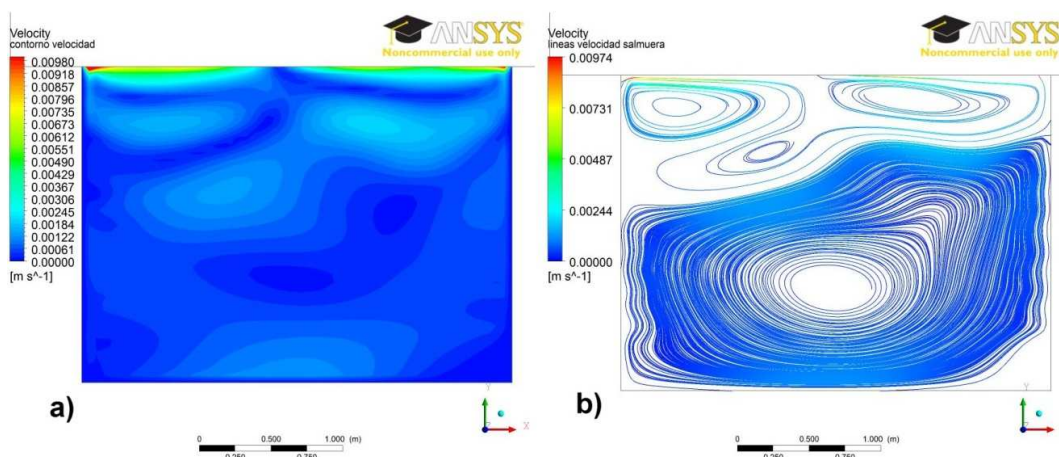 Velocity
contorno velocidad
0.00980
0.00918
0.00857
0.00796
0.00735
0.00673
0.00612
0.00551
0.00490
0.00429
0.00367
0.00306
0.00245
0.00184
0.00122
0.00061
0.00000
[m s^-1]
ANSYS
Noncommercial use only
a)
Y
X
0 0.500 1.000 (m)
0.250 0.750
Velocity
lineas velocidad salmuera
0.00974
0.00731
0.00487
0.00244
0.00000
[m s^-1]
ANSYS
Noncommercial use only
b)
Y
X
0 0.500 1.000 (m)
0.250 0.750